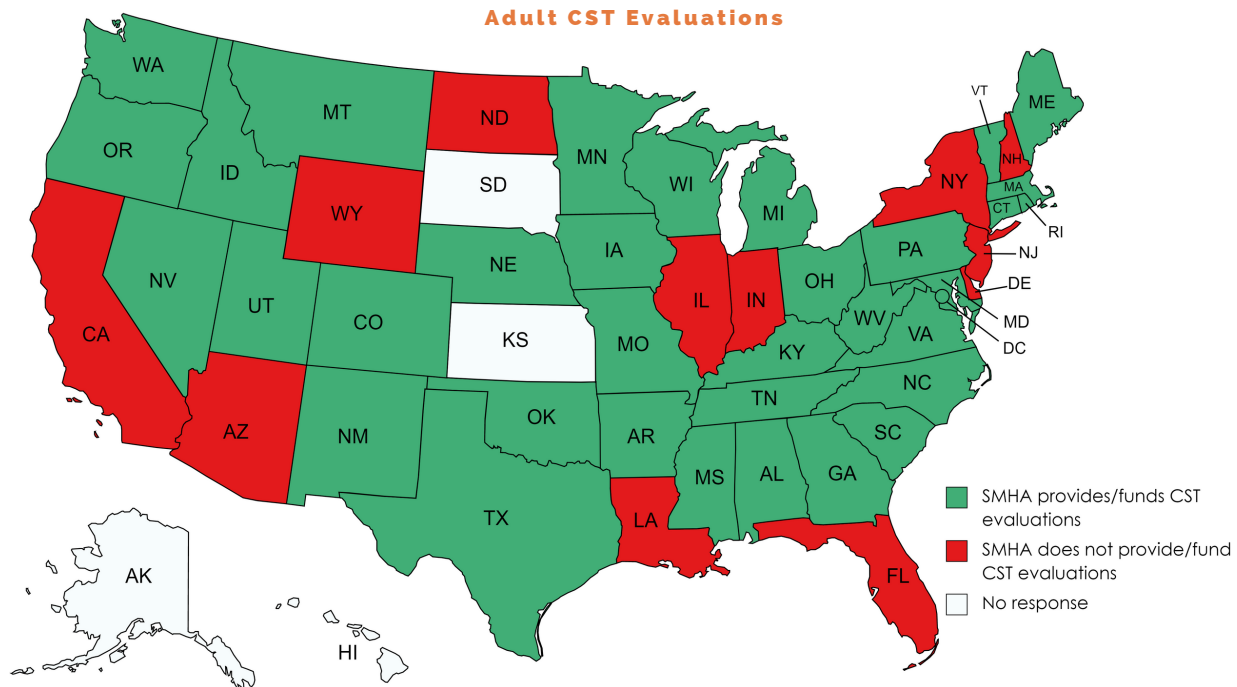 Adult CST Evaluations
WA
MT
ND
MN
VT
ME
OR
ID
SD
WI
NH
NY
WY
MI
MA
CT
RI
NV
NE
IA
PA
NJ
UT
CO
IL
IN
OH
DE
CA
KS
MO
WV
VA
MD
KY
DC
AZ
NM
OK
AR
TN
NC
SC
MS
AL
GA
TX
LA
FL
AK
HI
SMHA provides/funds CST
evaluations
SMHA does not provide/fund
CST evaluations
No response